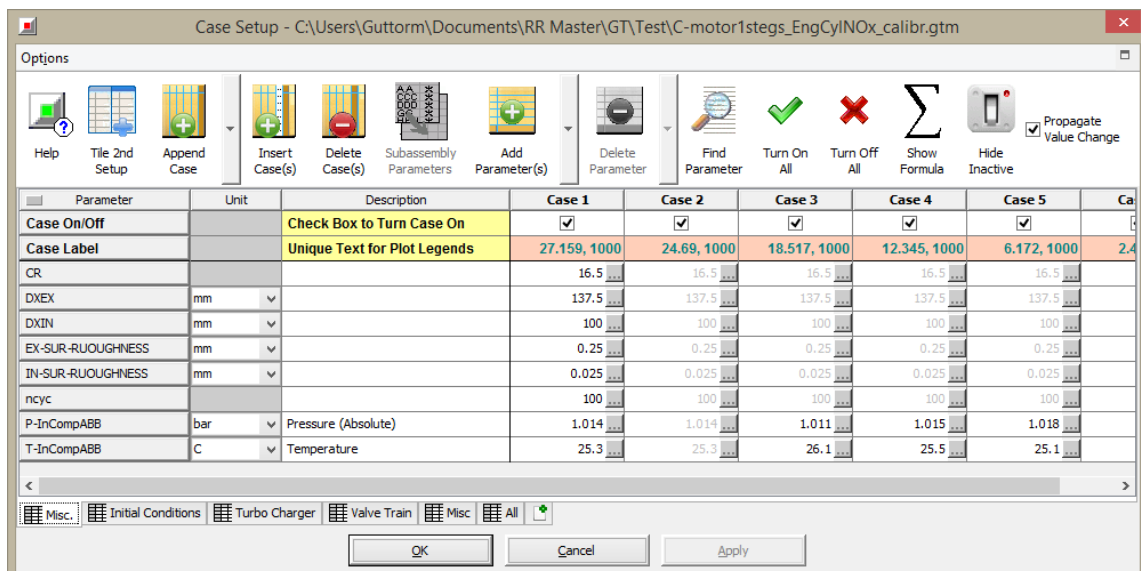 Case Setup - C:\Users\Guttorm\Documents\RR Master\GT\Test\C-motor1stegs_EngCylNOx_calibr.gtm
Options
Help
Tile 2nd Setup
Append Case
Insert Case(s)
Delete Case(s)
Subassembly Parameters
Add Parameter(s)
Delete Parameter
Find Parameter
Turn On All
Turn Off All
Show Formula
Hide Inactive
Propagate Value Change
Parameter Unit Description Case 1 Case 2 Case 3 Case 4 Case 5 Ca
Case On/Off Check Box to Turn Case On
Case Label Unique Text for Plot Legends 27.159, 1000 24.69, 1000 18.517, 1000 12.345, 1000 6.172, 1000 2.4
CR 16.5 ... 16.5 ... 16.5 ... 16.5 ... 16.5 ...
DXEX mm 137.5 ... 137.5 ... 137.5 ... 137.5 ... 137.5 ...
DXIN mm 100 ... 100 ... 100 ... 100 ... 100 ...
EX-SUR-RUOUGHNESS mm 0.25 ... 0.25 ... 0.25 ... 0.25 ... 0.25 ...
IN-SUR-RUOUGHNESS mm 0.025 ... 0.025 ... 0.025 ... 0.025 ... 0.025 ...
ncyc 100 ... 100 ... 100 ... 100 ... 100 ...
P-InCompABB bar Pressure (Absolute) 1.014 ... 1.014 ... 1.011 ... 1.015 ... 1.018 ...
T-InCompABB C Temperature 25.3 ... 25.3 ... 26.1 ... 25.5 ... 25.1 ...
Misc. Initial Conditions Turbo Charger Valve Train Misc All
OK Cancel Apply